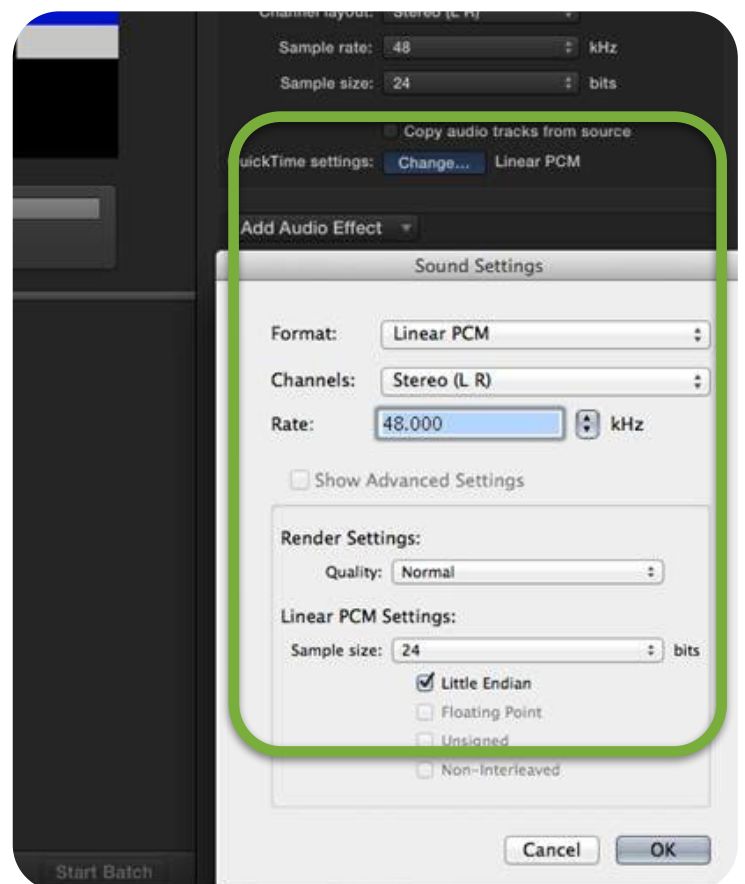 Channel layout: Stereo (L R)
Sample rate: 48 kHz
Sample size: 24 bits
Copy audio tracks from source
uickTime settings: Change... Linear PCM
Add Audio Effect
Sound Settings
Format: Linear PCM
Channels: Stereo (L R)
Rate: 48.000 kHz
Show Advanced Settings
Render Settings:
Quality: Normal
Linear PCM Settings:
Sample size: 24 bits
Little Endian
Floating Point
Unsigned
Non-Interleaved
Cancel OK
Start Batch